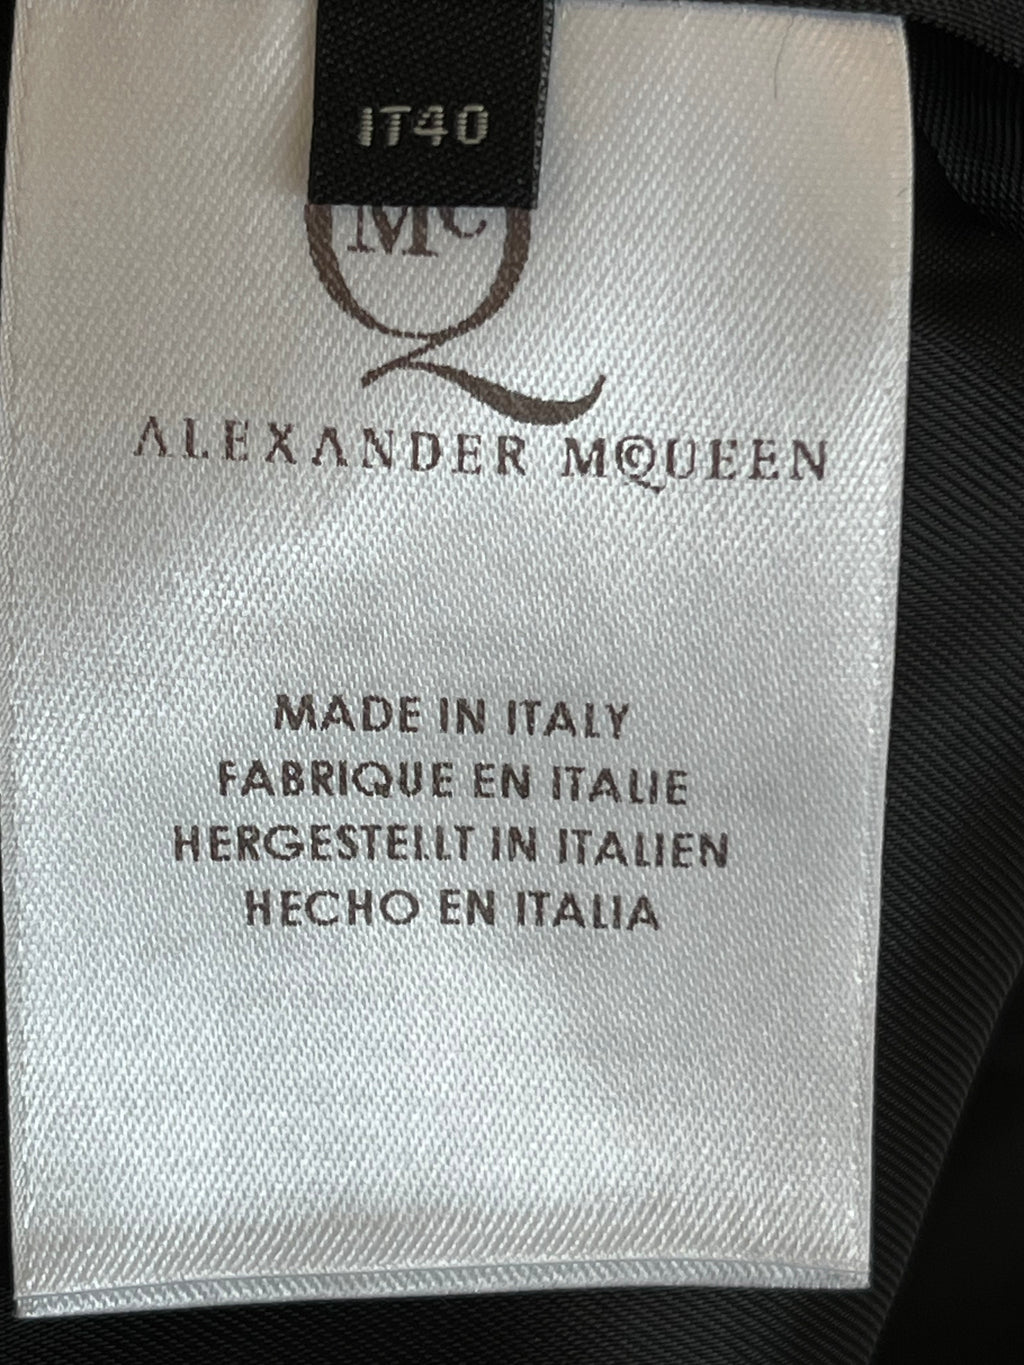 IT40
McQ
ALEXANDER MCQUEEN
MADE IN ITALY
FABRIQUE EN ITALIE
HERGESTELLT IN ITALIEN
HECHO EN ITALIA